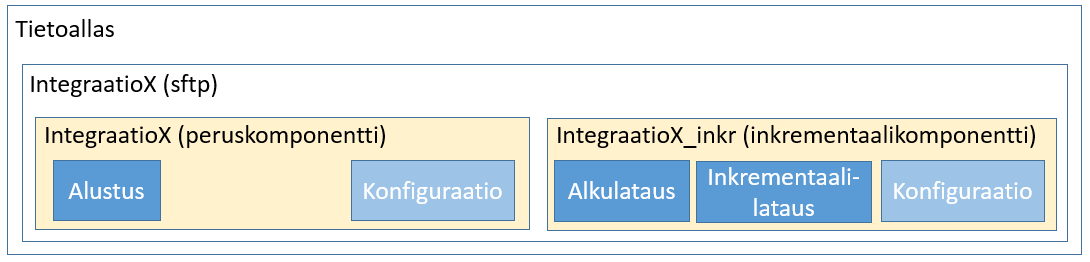 Tietoallas
IntegraatioX (sftp)
IntegraatioX (peruskomponentti)
Alustus
Konfiguraatio
IntegraatioX_inkr (inkrementaalikomponentti)
Alkulataus
Inkrementaali-
lataus
Konfiguraatio